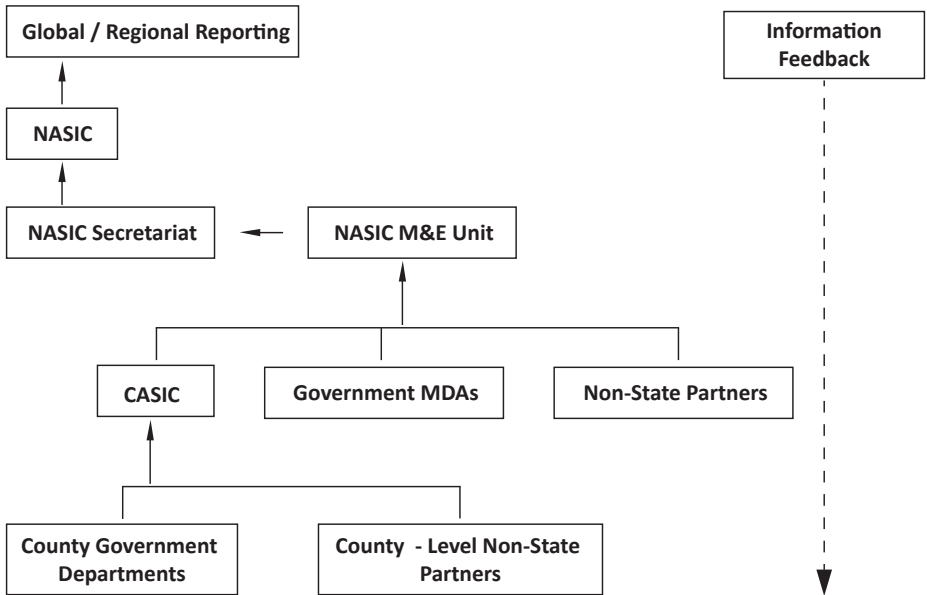 Global / Regional Reporting
Information
Feedback
NASIC
NASIC Secretariat
NASIC M&E Unit
CASIC
Government MDAs
Non-State Partners
County Government
Departments
County - Level Non-State
Partners